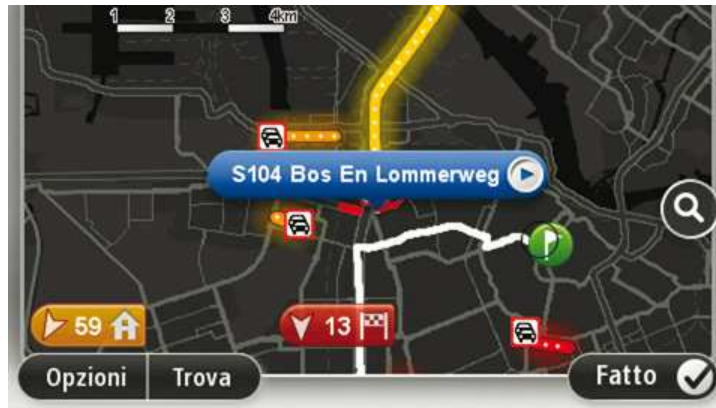 1 2 3 4km
S104 Bos En Lommerweg
59
13
Opzioni Trova Fatto